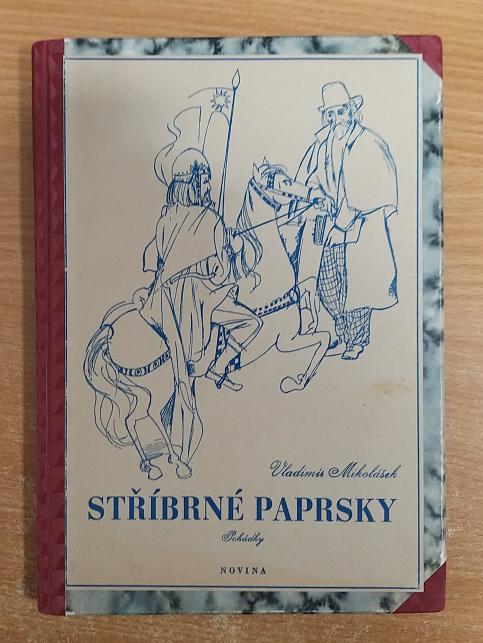 Vladimír Mikolášek
STŘÍBRNÉ PAPRSKY
Pohádky
NOVINA